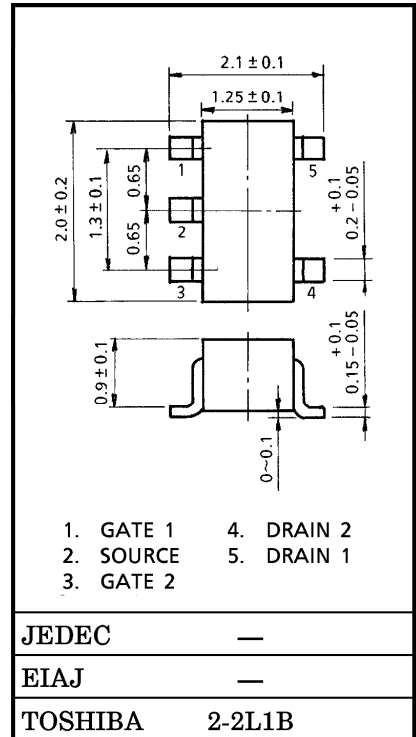 2.1 ± 0.1
1.25 ± 0.1
2.0 ± 0.2
1.3 ± 0.1
0.65
0.65
1
2
3
5
4
+ 0.1
0.2 − 0.05
0.9 ± 0.1
+ 0.1
0.15 − 0.05
0~0.1
1. GATE 1 4. DRAIN 2
2. SOURCE 5. DRAIN 1
3. GATE 2
JEDEC —
EIAJ —
TOSHIBA 2-2L1B